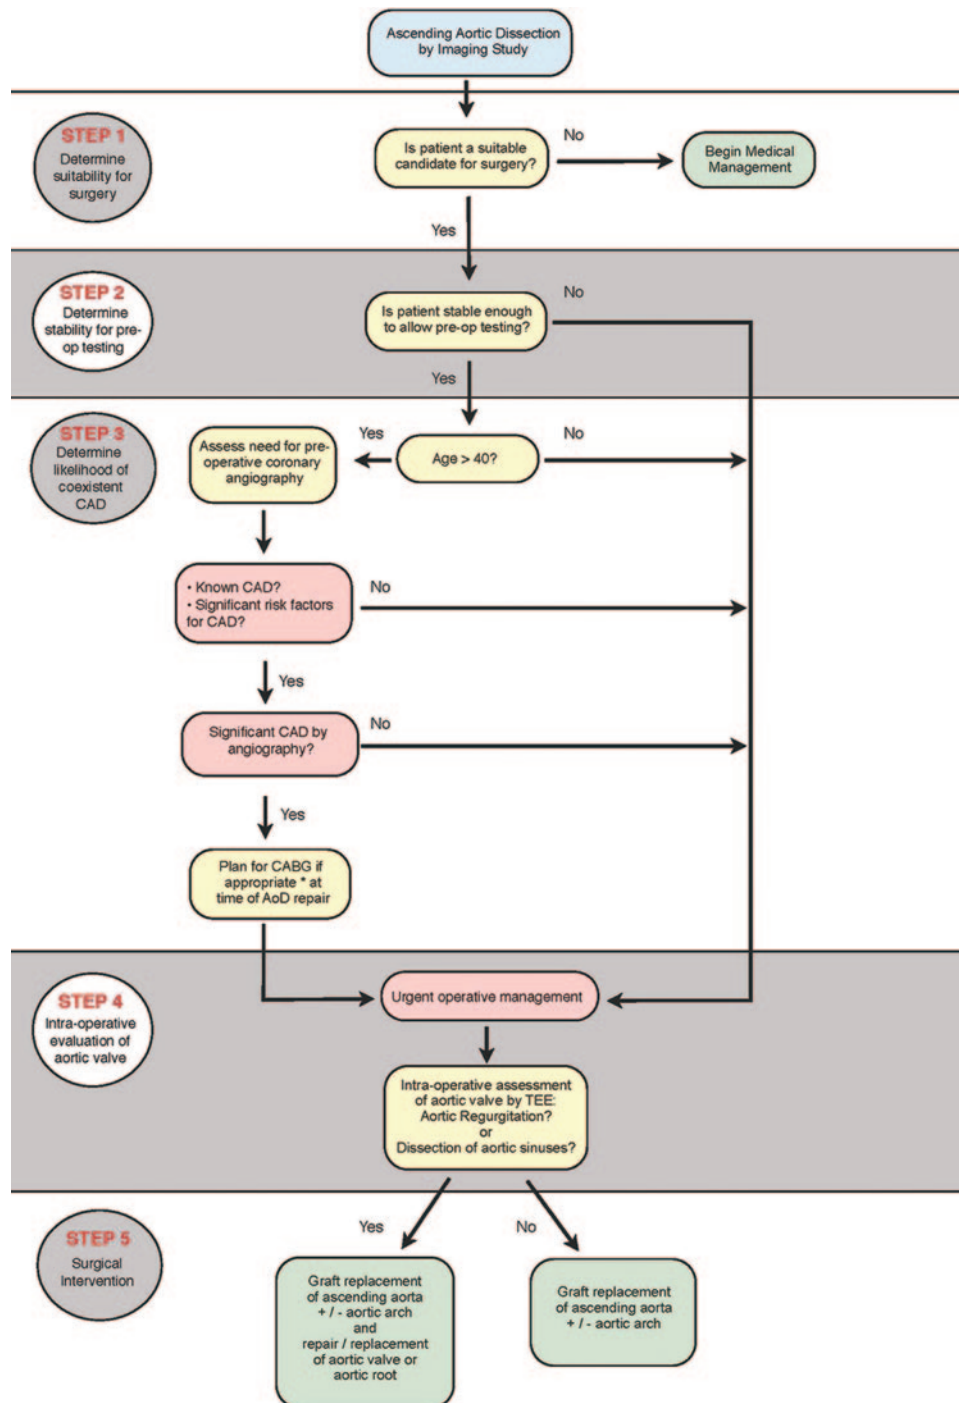 Ascending Aortic Dissection
by Imaging Study
STEP 1
Determine
suitability for
surgery
Is patient a suitable
candidate for surgery?
No
Begin Medical
Management
Yes
STEP 2
Determine
stability for pre-
op testing
Is patient stable enough
to allow pre-op testing?
No
Yes
STEP 3
Determine
likelihood of
coexistent
CAD
Assess need for pre-
operative coronary
angiography
Yes
Age > 40?
No
• Known CAD?
• Significant risk factors
for CAD?
No
Yes
Significant CAD by
angiography?
No
Yes
Plan for CABG if
appropriate * at
time of AoD repair
STEP 4
Intra-operative
evaluation of
aortic valve
Urgent operative management
Intra-operative assessment
of aortic valve by TEE:
Aortic Regurgitation?
or
Dissection of aortic sinuses?
Yes
No
STEP 5
Surgical
Intervention
Graft replacement
of ascending aorta
+ / - aortic arch
and
repair / replacement
of aortic valve or
aortic root
Graft replacement
of ascending aorta
+ / - aortic arch